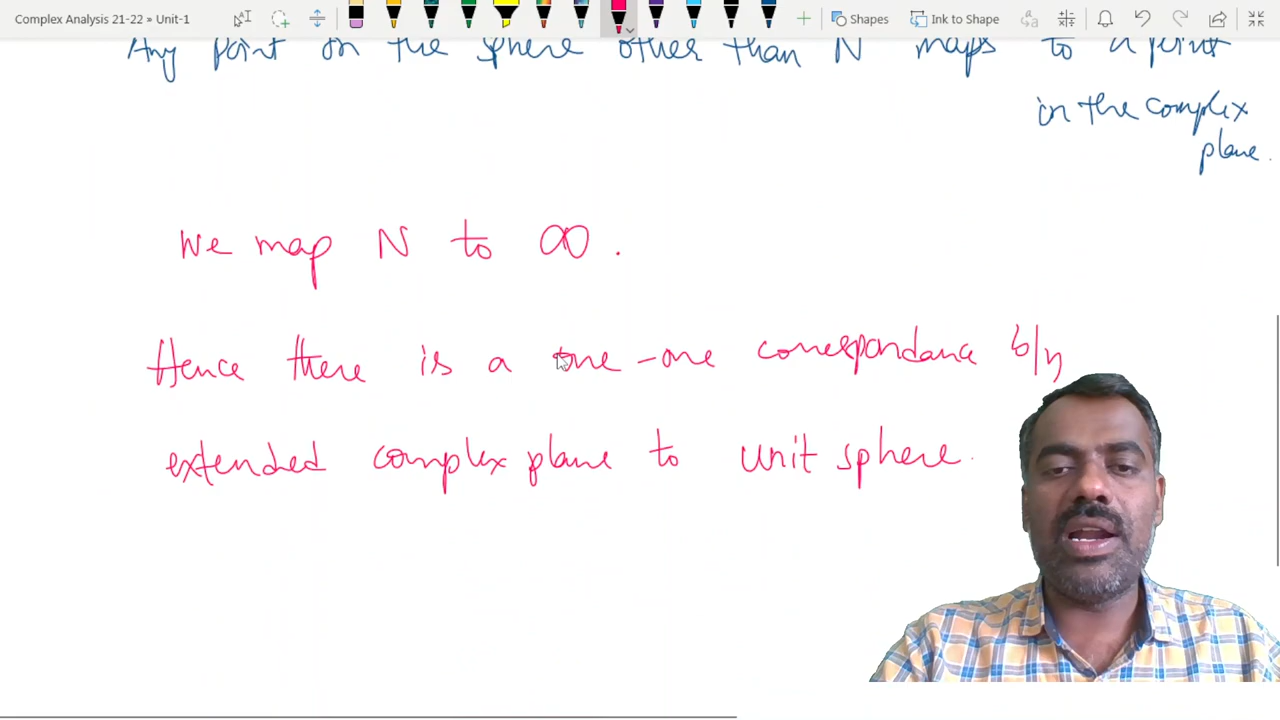 Complex Analysis 21-22 » Unit-1
Shapes
Ink to Shape
Any point on the sphere other than N maps to a point
in the complex
plane.
We map N to ∞.
Hence there is a one-one correspondance b/n
extended complex plane to unit sphere.